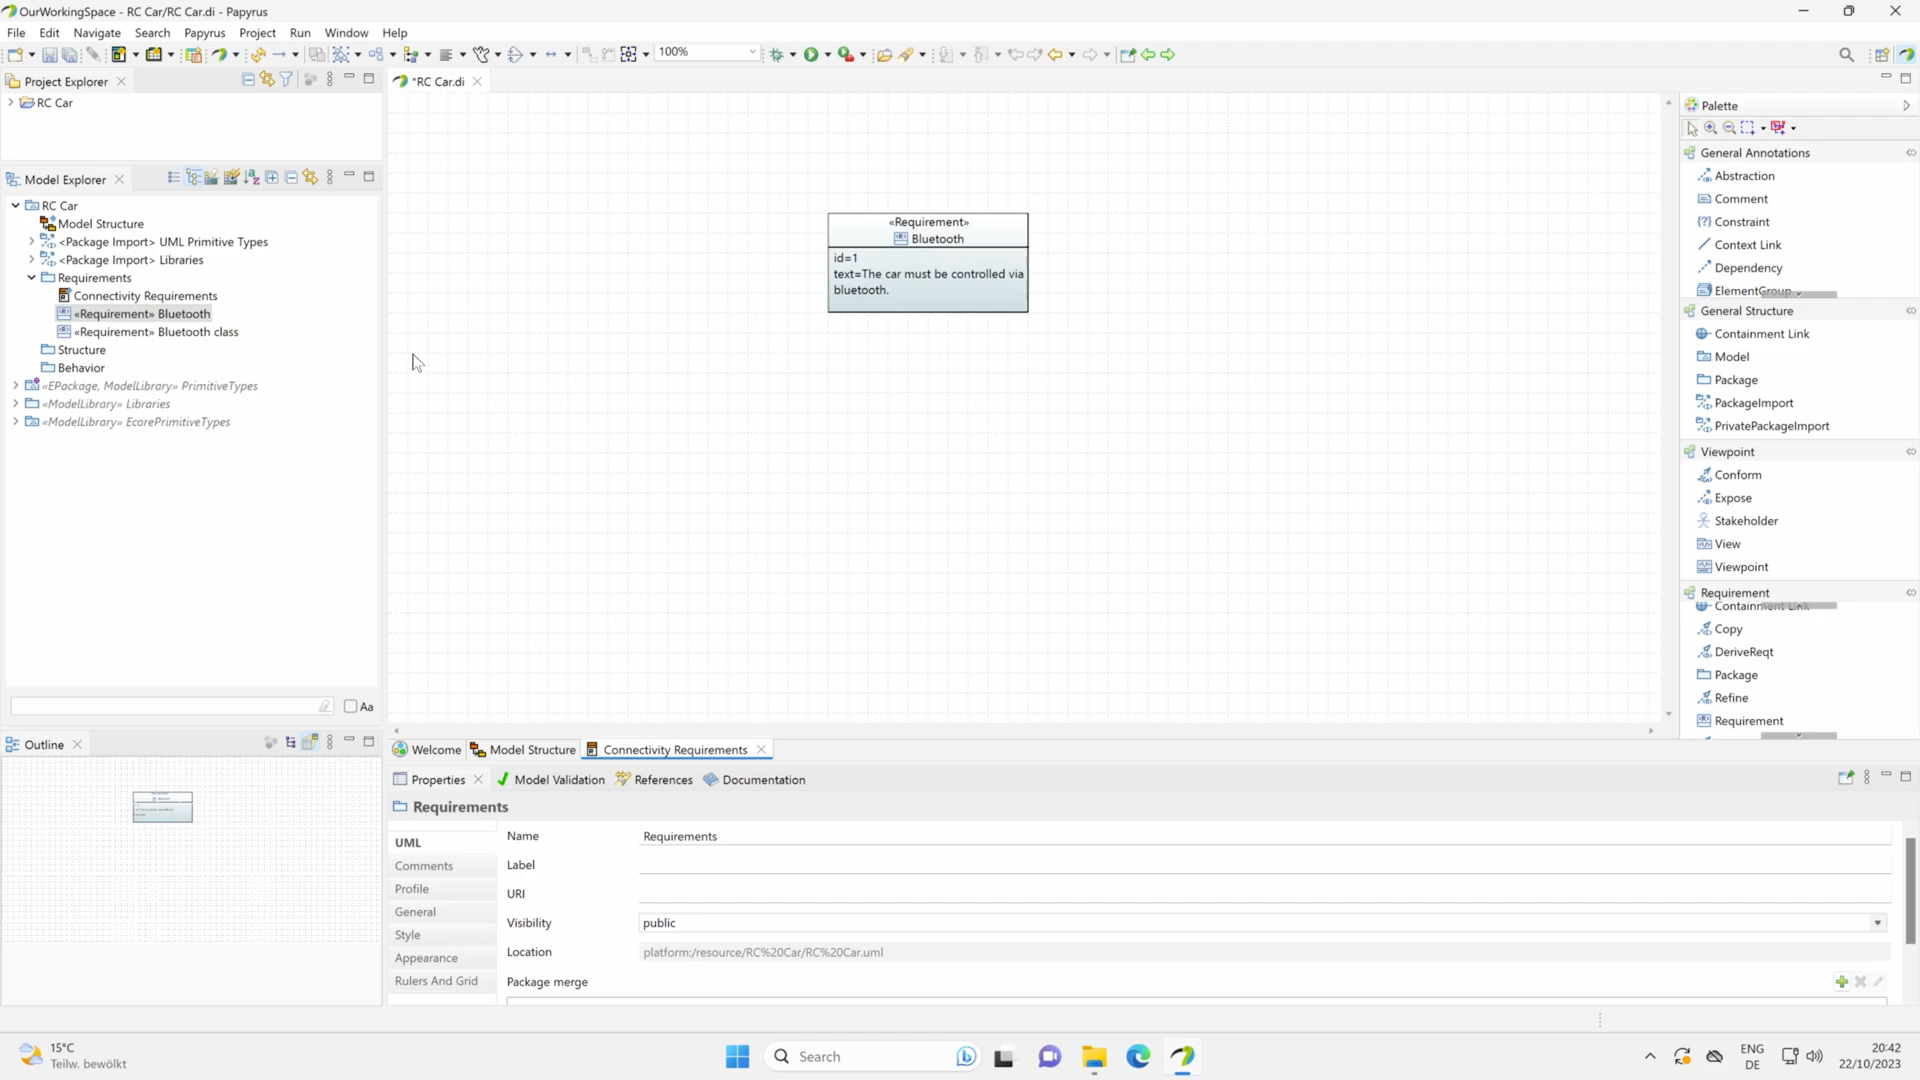 OurWorkingSpace - RC Car/RC Car.di - Papyrus
File Edit Navigate Search Papyrus Project Run Window Help
100%
Project Explorer
RC Car
Model Explorer
RC Car
Model Structure
<Package Import> UML Primitive Types
<Package Import> Libraries
Requirements
Connectivity Requirements
«Requirement» Bluetooth
«Requirement» Bluetooth class
Structure
Behavior
«EPackage, ModelLibrary» PrimitiveTypes
«ModelLibrary» Libraries
«ModelLibrary» EcorePrimitiveTypes
Aa
Outline
*RC Car.di
«Requirement»
Bluetooth
id=1
text=The car must be controlled via
bluetooth.
Palette
General Annotations
Abstraction
Comment
Constraint
Context Link
Dependency
ElementGroup
General Structure
Containment Link
Model
Package
PackageImport
PrivatePackageImport
Viewpoint
Conform
Expose
Stakeholder
View
Viewpoint
Requirement
Containment Link
Copy
DeriveReqt
Package
Refine
Requirement
Welcome Model Structure Connectivity Requirements
Properties Model Validation References Documentation
Requirements
UML
Comments
Profile
General
Style
Appearance
Rulers And Grid
Name Requirements
Label
URI
Visibility public
Location platform:/resource/RC%20Car/RC%20Car.uml
Package merge
15°C
Teilw. bewölkt
Search
ENG
DE
20:42
22/10/2023